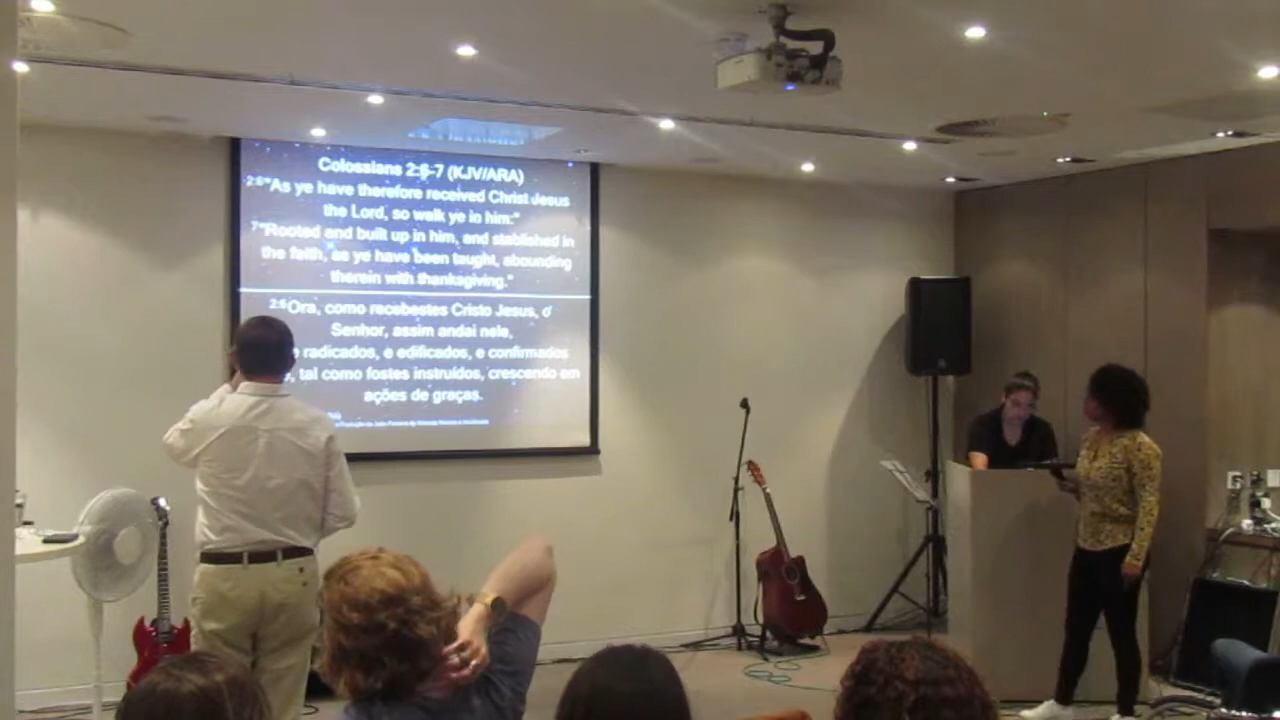 Colossians 2:6-7 (KJV/ARA)
2:6"As ye have therefore received Christ Jesus
the Lord, so walk ye in him:"
7"Rooted and built up in him, and stablished in
the faith, as ye have been taught, abounding
therein with thanksgiving."
2:6Ora, como recebestes Cristo Jesus, o
Senhor, assim andai nele,
radicados, e edificados, e confirmados
tal como fostes instruídos, crescendo em
ações de graças.